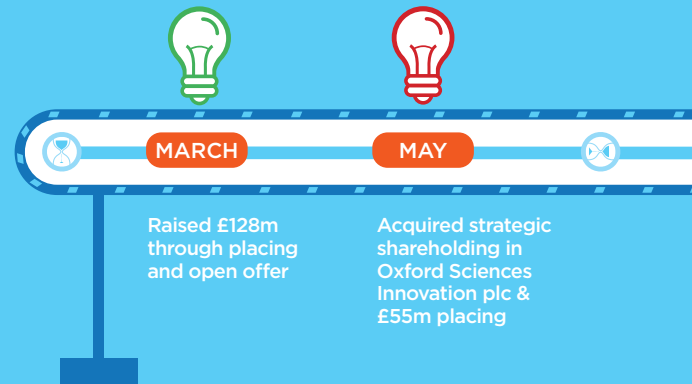 MARCH
Raised £128m
through placing
and open offer
MAY
Acquired strategic
shareholding in
Oxford Sciences
Innovation plc &
£55m placing